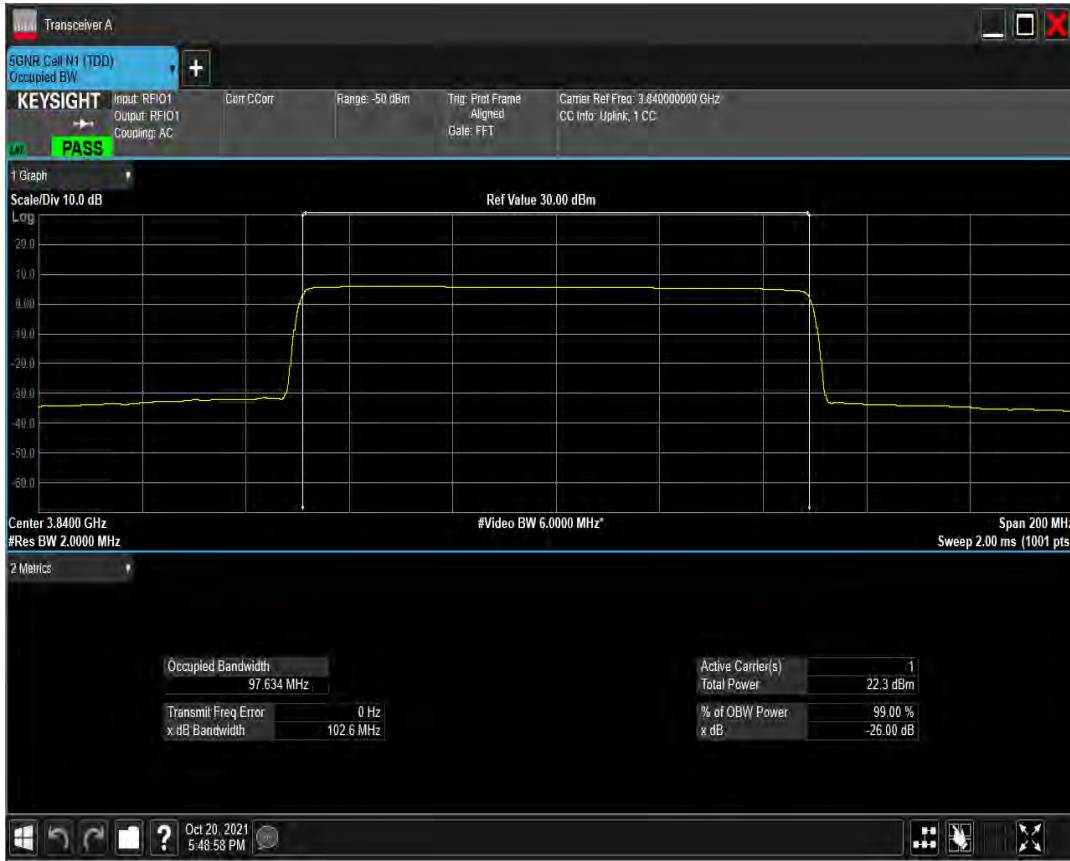 Transceiver A
5GNR Cell N1 (TDD)
Occupied BW
+
KEYSIGHT
PASS
Input: RFIO1
Output: RFIO1
Coupling: AC
Corr CCorr
Range: -50 dBm
Trig: Prot Frame
Aligned
Gate: FFT
Carrier Ref Freq: 3.840000000 GHz
CC Info: Uplink, 1 CC
1 Graph
Scale/Div 10.0 dB
Ref Value 30.00 dBm
Log
20.0
10.0
0.00
-10.0
-20.0
-30.0
-40.0
-50.0
-60.0
Center 3.8400 GHz
#Video BW 6.0000 MHz*
Span 200 MHz
#Res BW 2.0000 MHz
Sweep 2.00 ms (1001 pts
2 Metrics
Occupied Bandwidth
97.634 MHz
Transmit Freq Error 0 Hz
x dB Bandwidth 102.6 MHz
Active Carrier(s) 1
Total Power 22.3 dBm
% of OBW Power 99.00 %
x dB -26.00 dB
?
Oct 20, 2021
5:48:58 PM